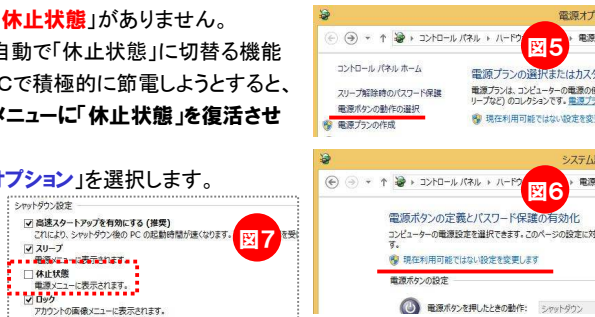 休止状態」がありません。
自動で「休止状態」に切替る機能
Cで積極的に節電しようとすると、
メニューに「休止状態」を復活させ
オプション」を選択します。
シャットダウン設定
高速スタートアップを有効にする (推奨)
これにより、シャットダウン後の PC の起動時間が速くなります。
を受
図7
スリープ
電源メニューに表示されます。
休止状態
電源メニューに表示されます。
ロック
アカウントの画像メニューに表示されます。
電源オプ
コントロール パネル ▸ ハードウ
電源
図5
コントロール パネル ホーム
スリープ解除時のパスワード保護
電源ボタンの動作の選択
電源プランの作成
電源プランの選択またはカスタ
電源プランは、コンピューターの電源の使
リープなど) のコレクションです。電源プラ
現在利用可能ではない設定を変
システム
コントロール パネル ▸ ハードウ
電源
図6
電源ボタンの定義とパスワード保護の有効化
コンピューターの電源設定を選択できます。このページの設定に対
す。
現在利用可能ではない設定を変更します
電源ボタンの設定
電源ボタンを押したときの動作:
シャットダウン